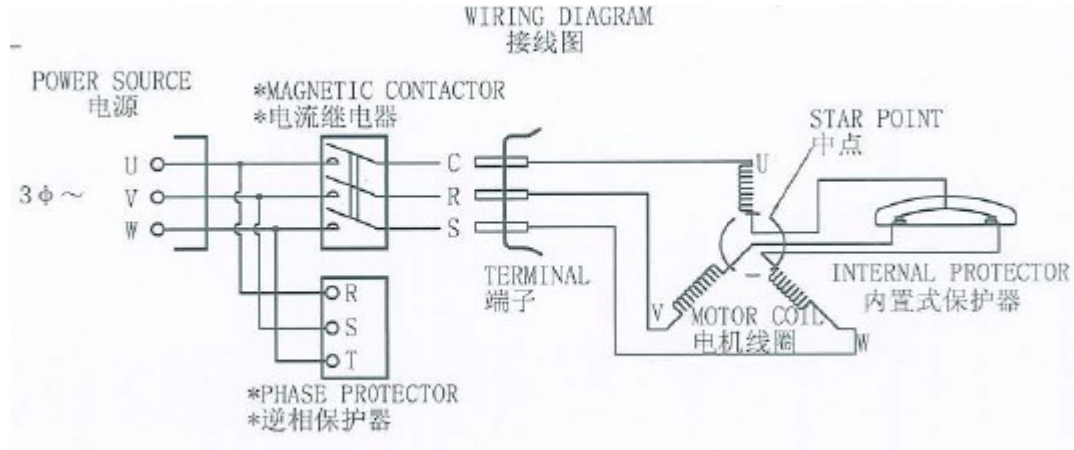 WIRING DIAGRAM
接线图
POWER SOURCE
电源
*MAGNETIC CONTACTOR
*电流继电器
STAR POINT
中点
3φ～
U
V
W
C
R
S
U
V
W
TERMINAL
端子
MOTOR COIL
电机线圈
INTERNAL PROTECTOR
内置式保护器
R
S
T
*PHASE PROTECTOR
*逆相保护器